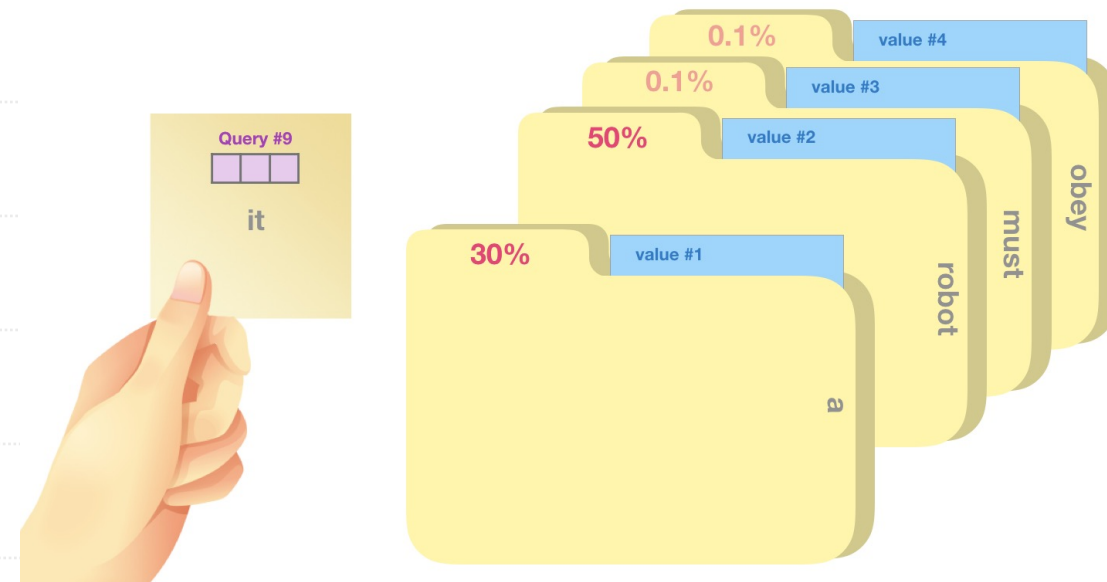 Query #9
it
30%
value #1
a
50%
value #2
robot
0.1%
value #3
must
0.1%
value #4
obey